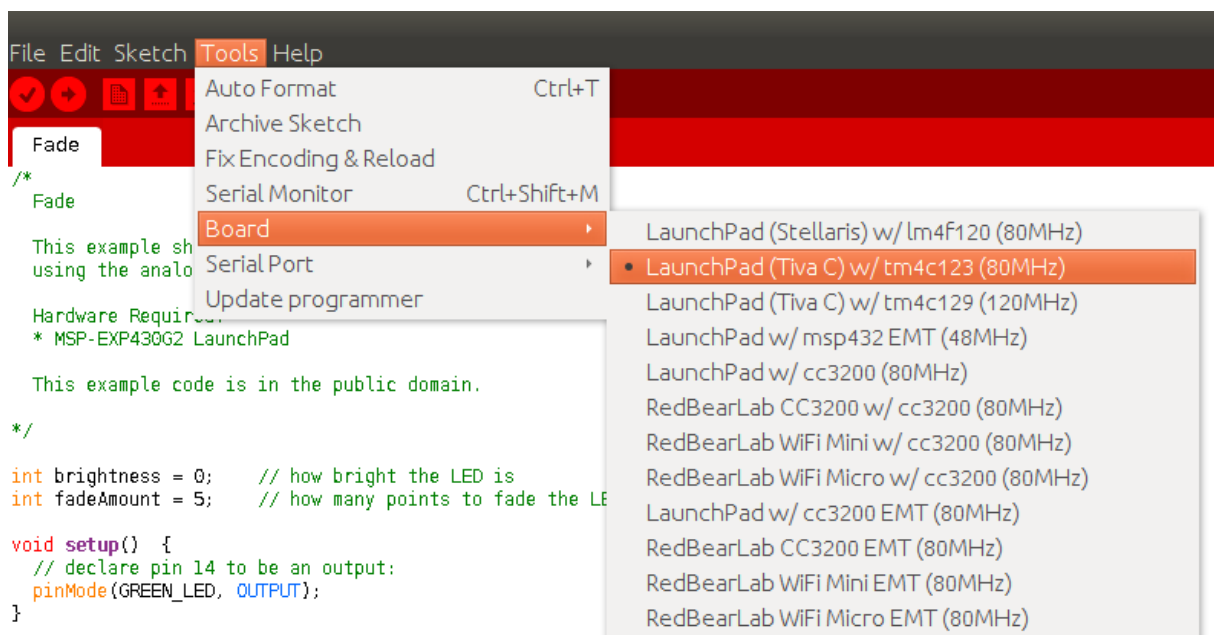 File Edit Sketch Tools Help
Auto Format Ctrl+T
Archive Sketch
Fix Encoding & Reload
Serial Monitor Ctrl+Shift+M
Board
Serial Port
Update programmer
LaunchPad (Stellaris) w/ lm4f120 (80MHz)
LaunchPad (Tiva C) w/ tm4c123 (80MHz)
LaunchPad (Tiva C) w/ tm4c129 (120MHz)
LaunchPad w/ msp432 EMT (48MHz)
LaunchPad w/ cc3200 (80MHz)
RedBearLab CC3200 w/ cc3200 (80MHz)
RedBearLab WiFi Mini w/ cc3200 (80MHz)
RedBearLab WiFi Micro w/ cc3200 (80MHz)
LaunchPad w/ cc3200 EMT (80MHz)
RedBearLab CC3200 EMT (80MHz)
RedBearLab WiFi Mini EMT (80MHz)
RedBearLab WiFi Micro EMT (80MHz)
Fade
/*
Fade
This example sh
using the analo
Hardware Requir
* MSP-EXP430G2 LaunchPad
This example code is in the public domain.
*/
int brightness = 0; // how bright the LED is
int fadeAmount = 5; // how many points to fade the LE
void setup() {
// declare pin 14 to be an output:
pinMode(GREEN_LED, OUTPUT);
}